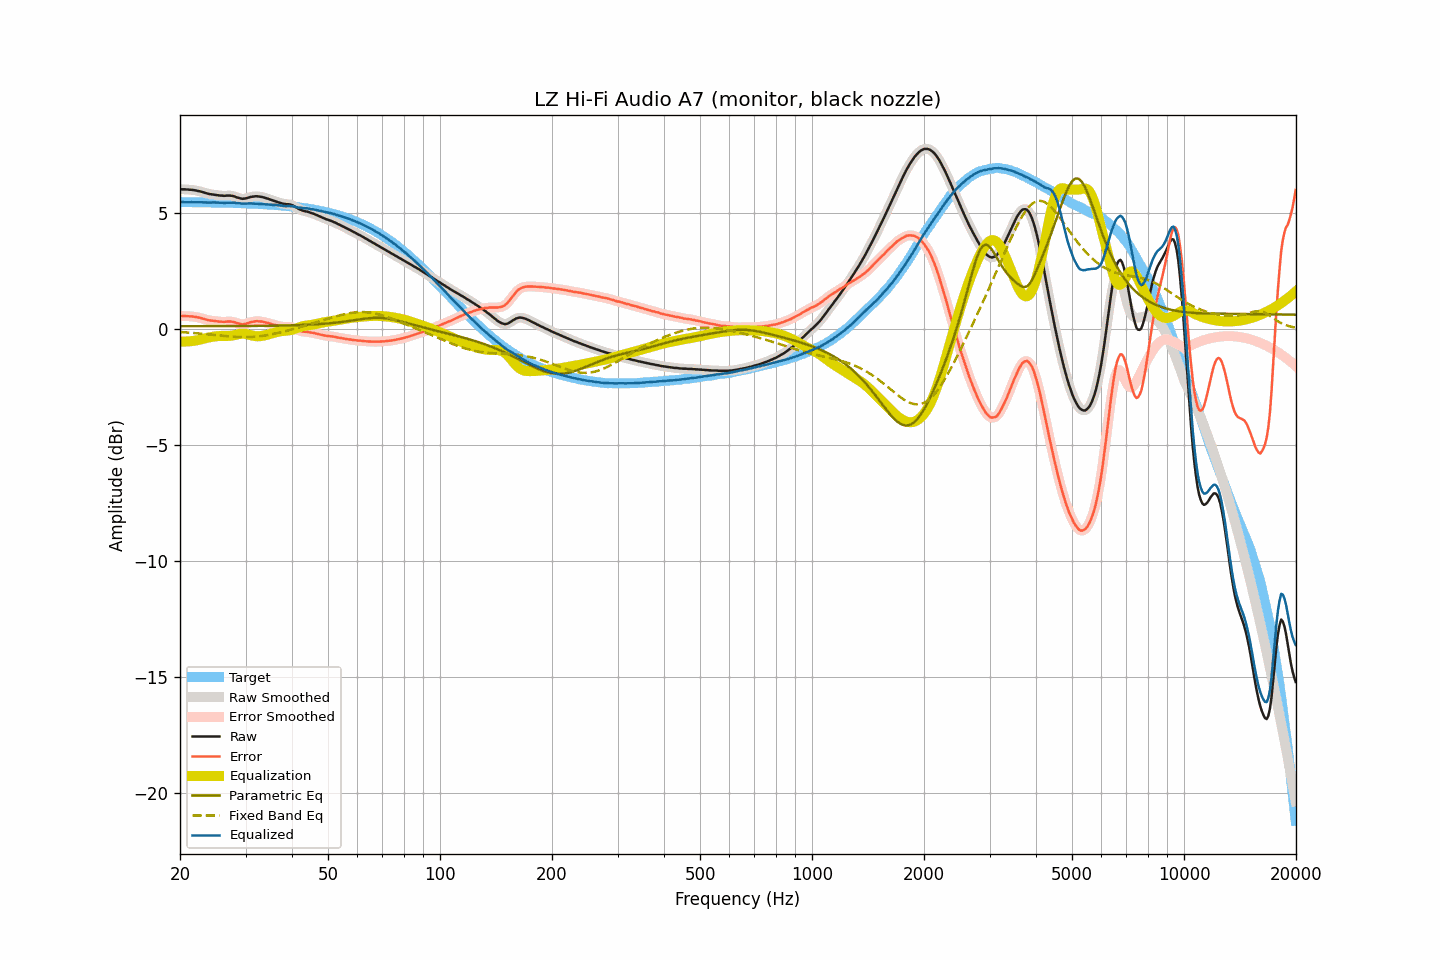 LZ Hi-Fi Audio A7 (monitor, black nozzle)
Amplitude (dBr)
5
0
−5
−10
−15
−20
Target
Raw Smoothed
Error Smoothed
Raw
Error
Equalization
Parametric Eq
Fixed Band Eq
Equalized
20 50 100 200 500 1000 2000 5000 10000 20000
Frequency (Hz)